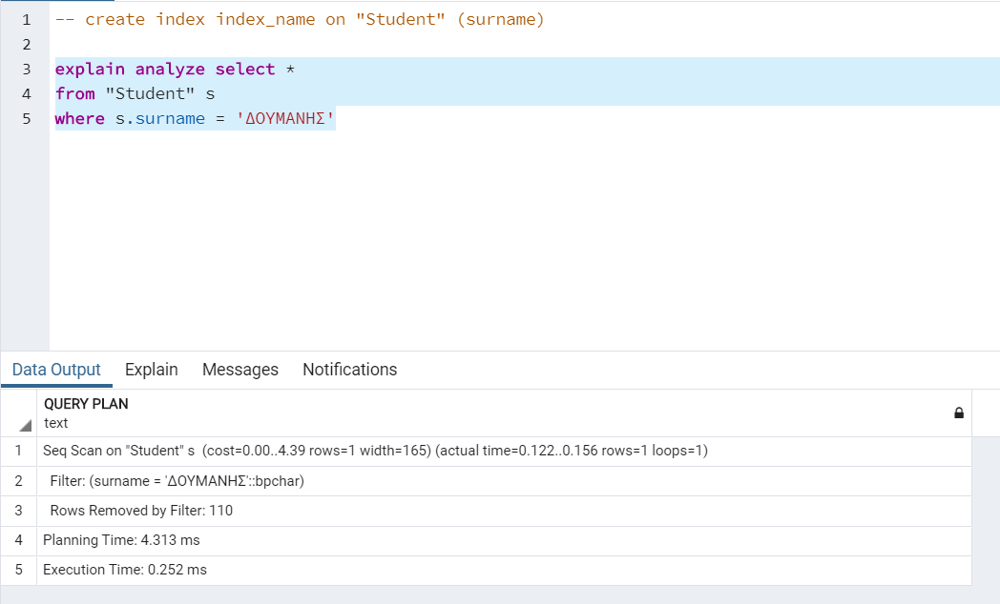 1 -- create index index_name on "Student" (surname)
2
3 explain analyze select *
4 from "Student" s
5 where s.surname = 'ΔΟΥΜΑΝΗΣ'
Data Output Explain Messages Notifications
QUERY PLAN
text
1 Seq Scan on "Student" s (cost=0.00..4.39 rows=1 width=165) (actual time=0.122..0.156 rows=1 loops=1)
2 Filter: (surname = 'ΔΟΥΜΑΝΗΣ'::bpchar)
3 Rows Removed by Filter: 110
4 Planning Time: 4.313 ms
5 Execution Time: 0.252 ms